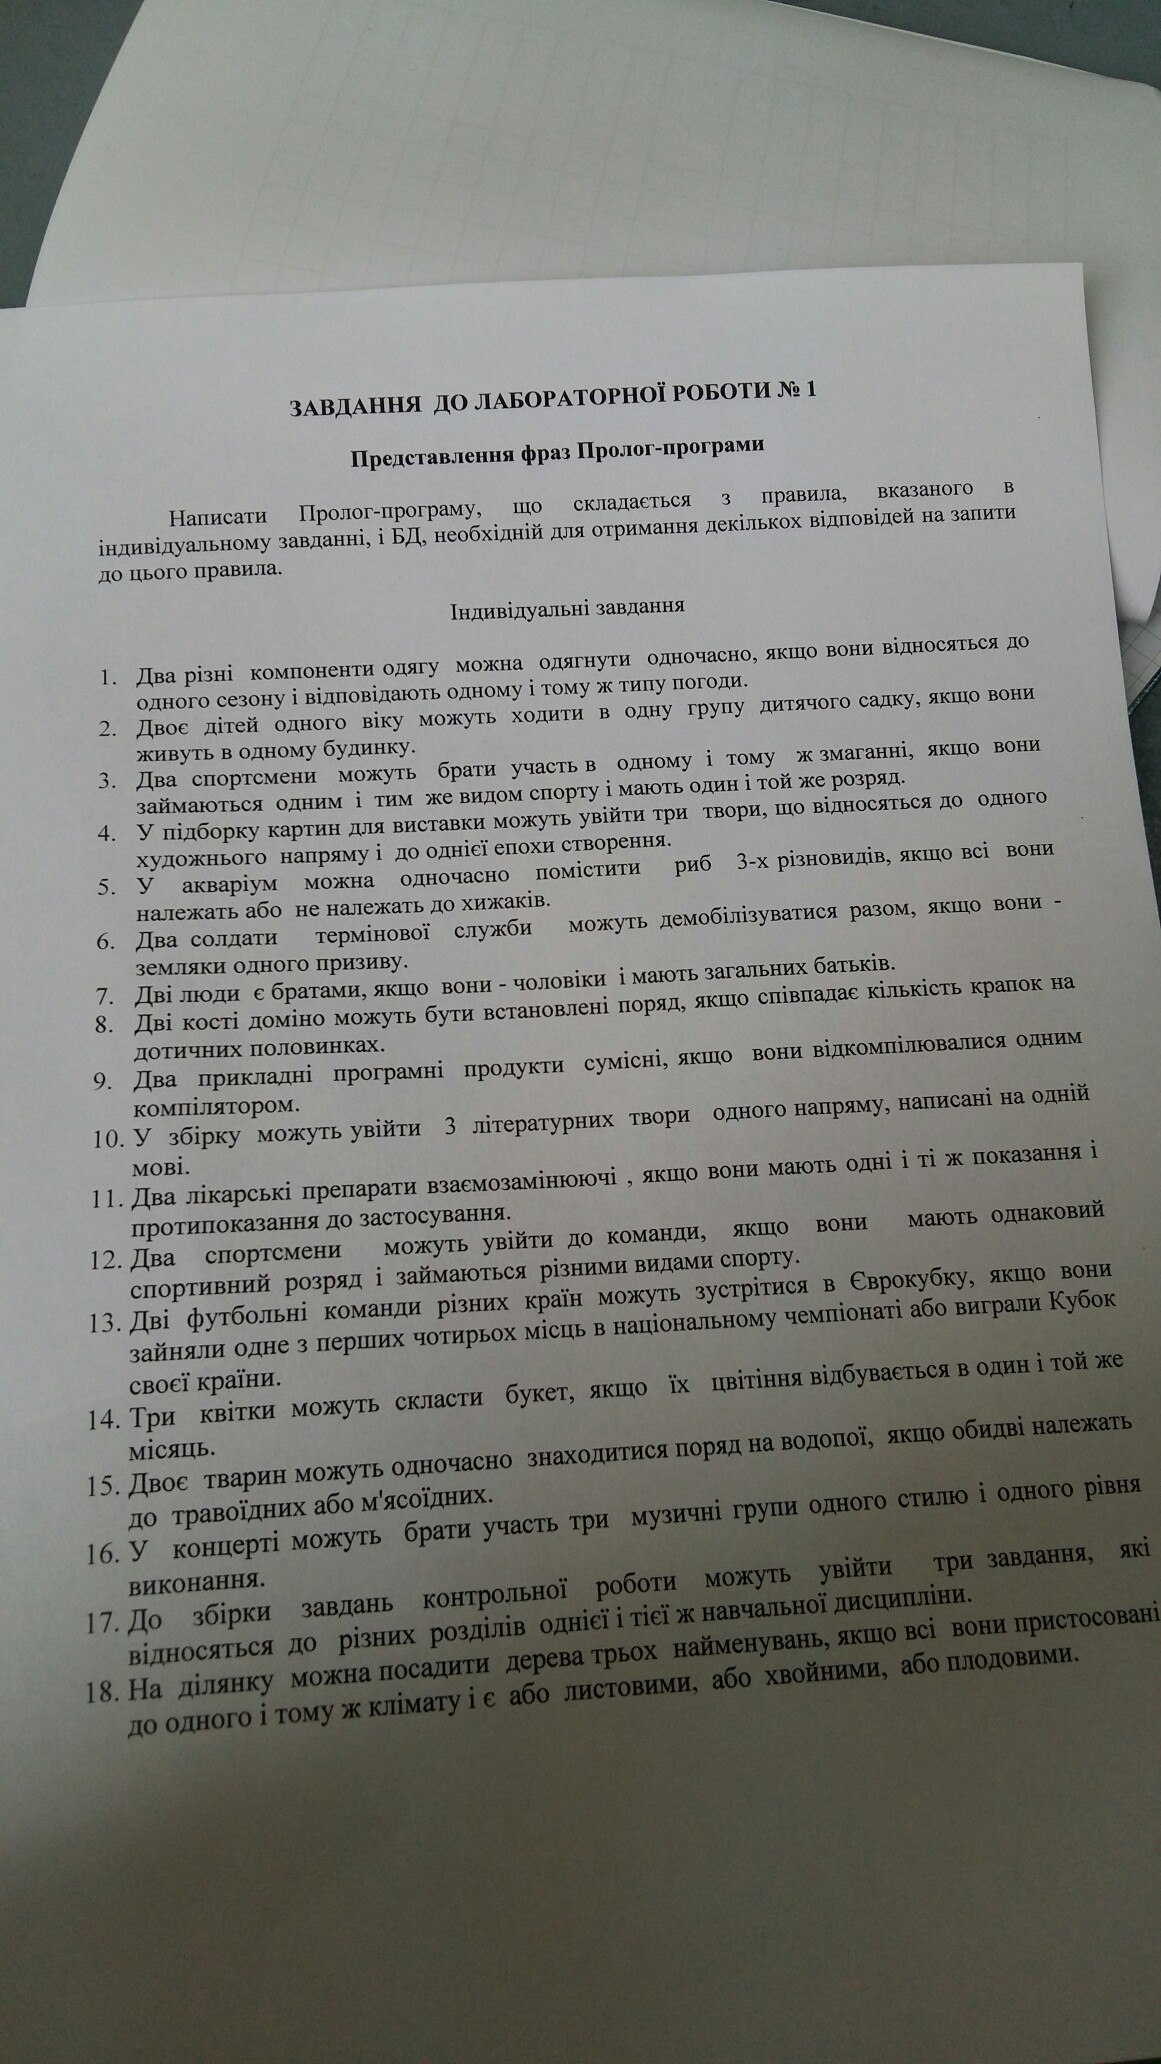 ЗАВДАННЯ ДО ЛАБОРАТОРНОЇ РОБОТИ № 1
Представлення фраз Пролог-програми
Написати Пролог-програму, що складається з правила, вказаного в
індивідуальному завданні, і БД, необхідній для отримання декількох відповідей на запити
до цього правила.
Індивідуальні завдання
1. Два різні компоненти одягу можна одягнути одночасно, якщо вони відносяться до
одного сезону і відповідають одному і тому ж типу погоди.
2. Двоє дітей одного віку можуть ходити в одну групу дитячого садку, якщо вони
живуть в одному будинку.
3. Два спортсмени можуть брати участь в одному і тому ж змаганні, якщо вони
займаються одним і тим же видом спорту і мають один і той же розряд.
4. У підборку картин для виставки можуть увійти три твори, що відносяться до одного
художнього напряму і до однієї епохи створення.
5. У акваріум можна одночасно помістити риб 3-х різновидів, якщо всі вони
належать або не належать до хижаків.
6. Два солдати термінової служби можуть демобілізуватися разом, якщо вони -
земляки одного призиву.
7. Дві люди є братами, якщо вони - чоловіки і мають загальних батьків.
8. Дві кості доміно можуть бути встановлені поряд, якщо співпадає кількість крапок на
дотичних половинках.
9. Два прикладні програмні продукти сумісні, якщо вони відкомпілювалися одним
компілятором.
10. У збірку можуть увійти 3 літературних твори одного напряму, написані на одній
мові.
11. Два лікарські препарати взаємозамінюючі , якщо вони мають одні і ті ж показання і
протипоказання до застосування.
12. Два спортсмени можуть увійти до команди, якщо вони мають однаковий
спортивний розряд і займаються різними видами спорту.
13. Дві футбольні команди різних країн можуть зустрітися в Єврокубку, якщо вони
зайняли одне з перших чотирьох місць в національному чемпіонаті або виграли Кубок
своєї країни.
14. Три квітки можуть скласти букет, якщо їх цвітіння відбувається в один і той же
місяць.
15. Двоє тварин можуть одночасно знаходитися поряд на водопої, якщо обидві належать
до травоїдних або м'ясоїдних.
16. У концерті можуть брати участь три музичні групи одного стилю і одного рівня
виконання.
17. До збірки завдань контрольної роботи можуть увійти три завдання, які
відносяться до різних розділів однієї і тієї ж навчальної дисципліни.
18. На ділянку можна посадити дерева трьох найменувань, якщо всі вони пристосовані
до одного і тому ж клімату і є або листовими, або хвойними, або плодовими.